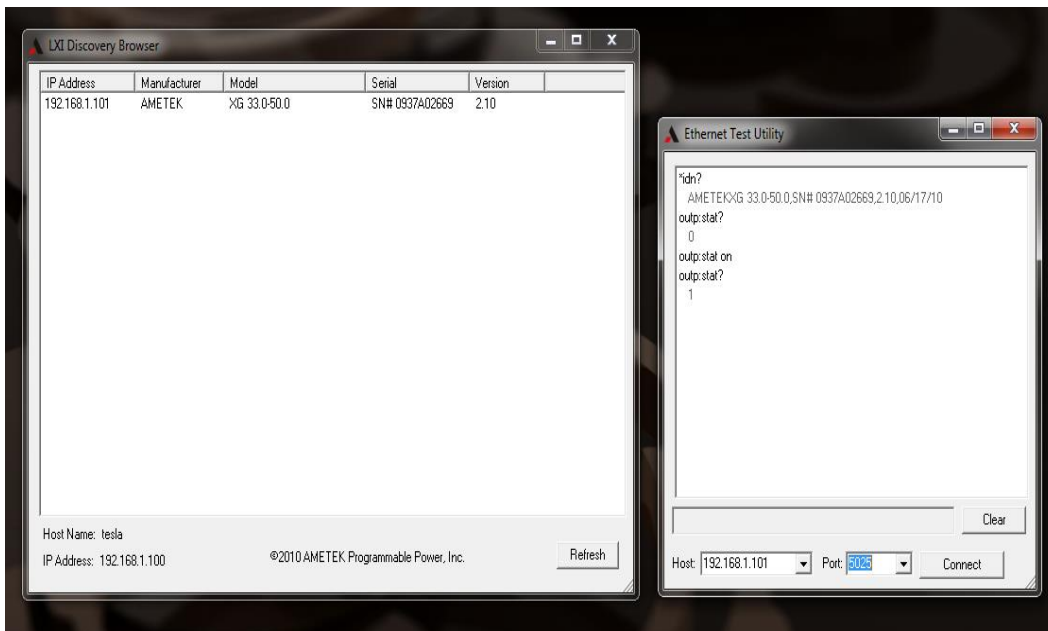 LXI Discovery Browser
IP Address Manufacturer Model Serial Version
192.168.1.101 AMETEK XG 33.0-50.0 SN# 0937A02669 2.10
Host Name: tesla
IP Address: 192.168.1.100
©2010 AMETEK Programmable Power, Inc.
Refresh
Ethernet Test Utility
*idn?
AMETEKXG 33.0-50.0,SN# 0937A02669,2.10,06/17/10
outp:stat?
0
outp:stat on
outp:stat?
1
Clear
Host: 192.168.1.101 Port: 5025 Connect